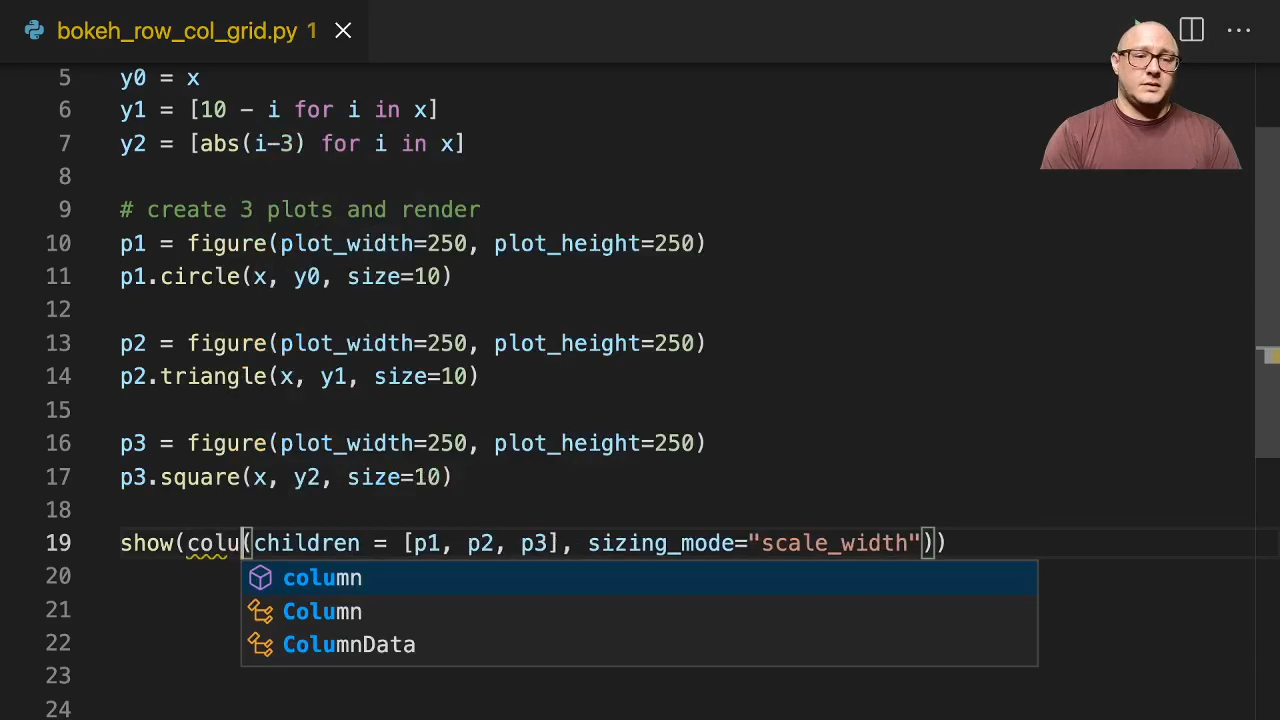 bokeh_row_col_grid.py 1
5 y0 = x
6 y1 = [10 - i for i in x]
7 y2 = [abs(i-3) for i in x]
8
9 # create 3 plots and render
10 p1 = figure(plot_width=250, plot_height=250)
11 p1.circle(x, y0, size=10)
12
13 p2 = figure(plot_width=250, plot_height=250)
14 p2.triangle(x, y1, size=10)
15
16 p3 = figure(plot_width=250, plot_height=250)
17 p3.square(x, y2, size=10)
18
19 show(colu(children = [p1, p2, p3], sizing_mode="scale_width"))
20 column
21 Column
22 ColumnData
23
24